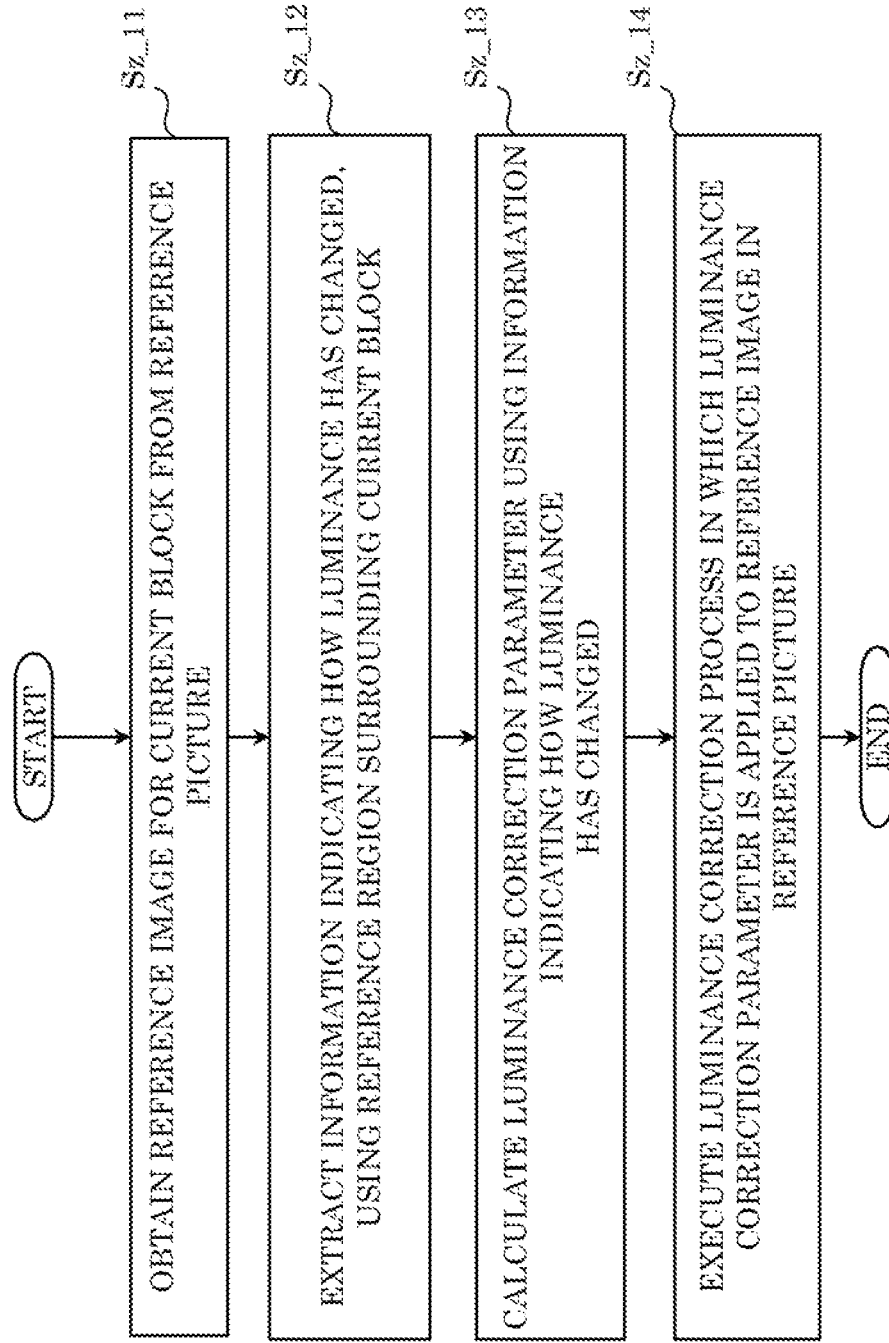 START
Sz_11
OBTAIN REFERENCE IMAGE FOR CURRENT BLOCK FROM REFERENCE
PICTURE
Sz_12
EXTRACT INFORMATION INDICATING HOW LUMINANCE HAS CHANGED,
USING REFERENCE REGION SURROUNDING CURRENT BLOCK
Sz_13
CALCULATE LUMINANCE CORRECTION PARAMETER USING INFORMATION
INDICATING HOW LUMINANCE
HAS CHANGED
Sz_14
EXECUTE LUMINANCE CORRECTION PROCESS IN WHICH LUMINANCE
CORRECTION PARAMETER IS APPLIED TO REFERENCE IMAGE IN
REFERENCE PICTURE
END